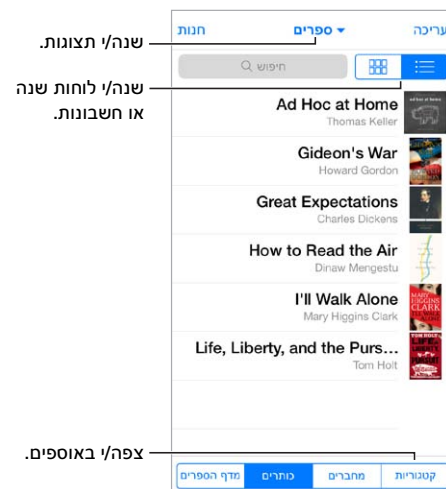 עריכה
ספרים
חנות
חיפוש
Ad Hoc at Home
Thomas Keller
Gideon's War
Howard Gordon
Great Expectations
Charles Dickens
How to Read the Air
Dinaw Mengestu
I'll Walk Alone
Mary Higgins Clark
Life, Liberty, and the Purs...
Tom Holt
קטגוריות
מחברים
כותרים
מדף הספרים
שנה/י תצוגות.
שנה/י לוחות שנה
או חשבונות.
צפה/י באוספים.